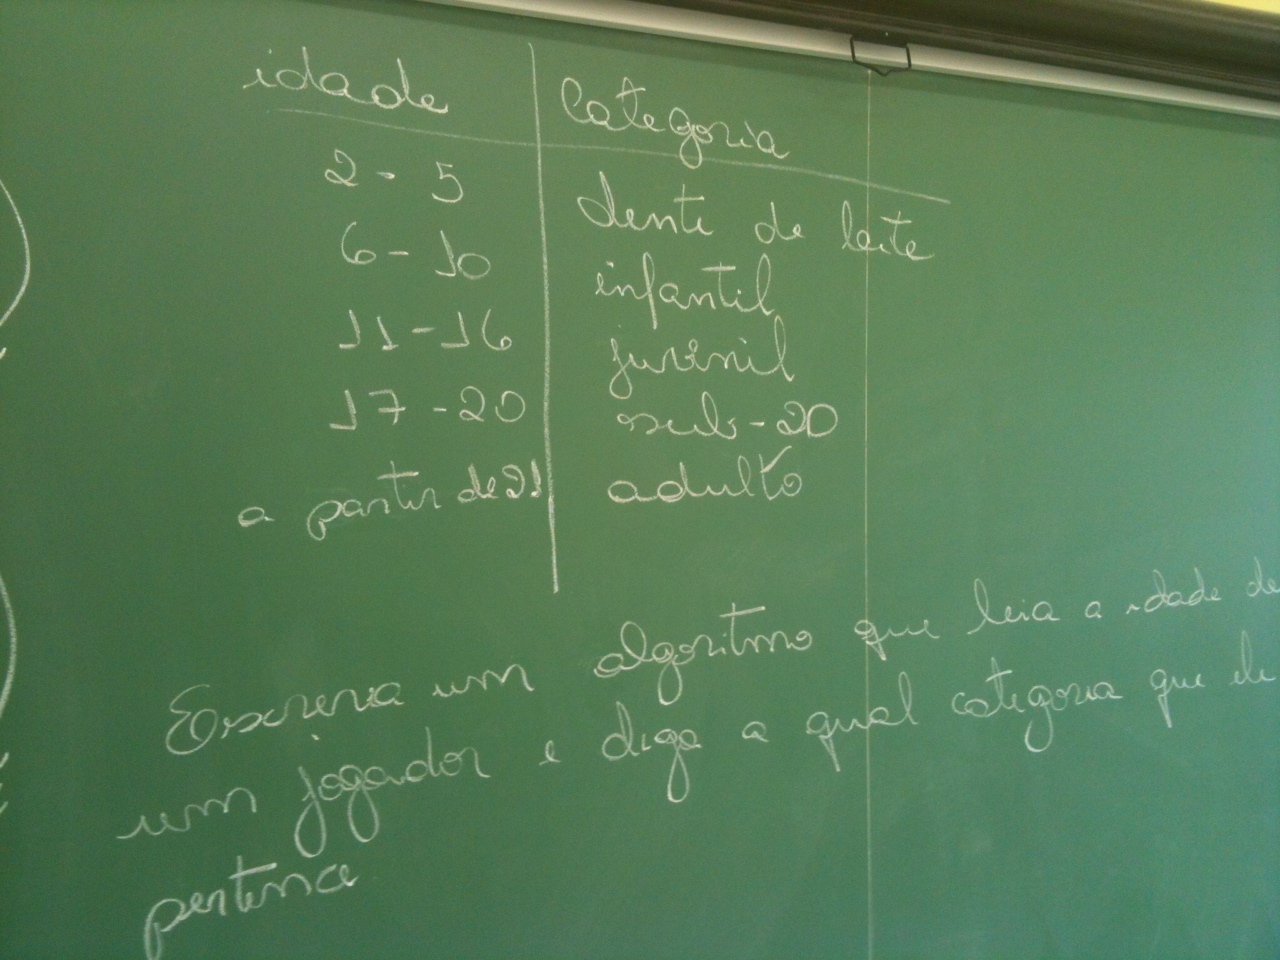 idade categoria
2 - 5 dente de leite
6 - 10 infantil
11 - 16 juvenil
17 - 20 sub - 20
a partir de 21 adulto
Escreva um algoritmo que leia a idade de
um jogador e diga a qual categoria que ele
pertence